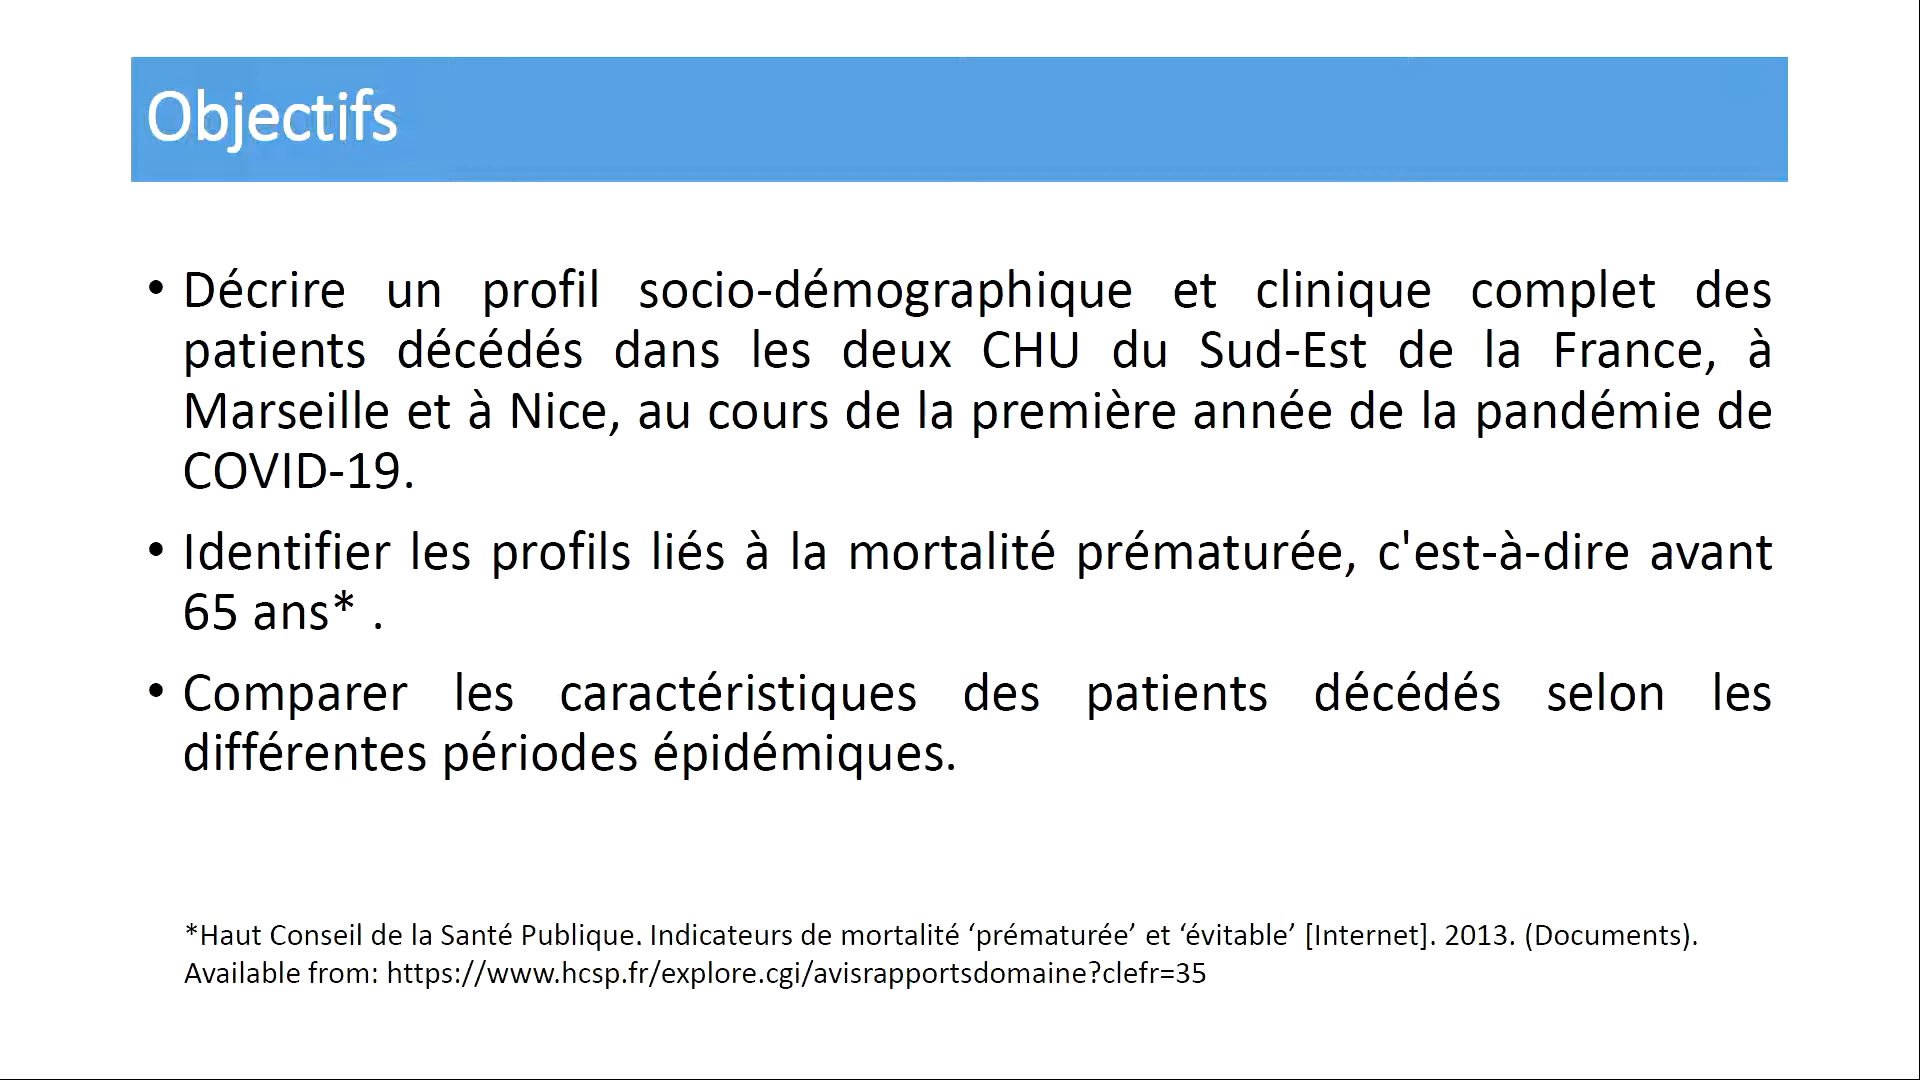 Objectifs
• Décrire un profil socio-démographique et clinique complet des
patients décédés dans les deux CHU du Sud-Est de la France, à
Marseille et à Nice, au cours de la première année de la pandémie de
COVID-19.
• Identifier les profils liés à la mortalité prématurée, c'est-à-dire avant
65 ans* .
• Comparer les caractéristiques des patients décédés selon les
différentes périodes épidémiques.
*Haut Conseil de la Santé Publique. Indicateurs de mortalité ‘prématurée’ et ‘évitable’ [Internet]. 2013. (Documents).
Available from: https://www.hcsp.fr/explore.cgi/avisrapportsdomaine?clefr=35